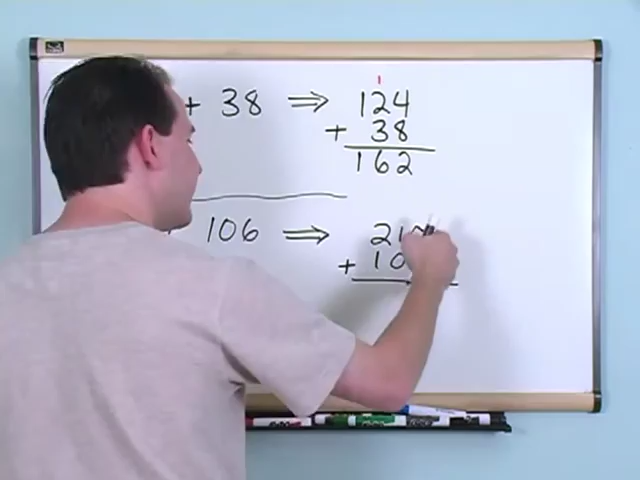 + 38 ⇒ 124
+ 38
162
106 ⇒ 21
+ 10